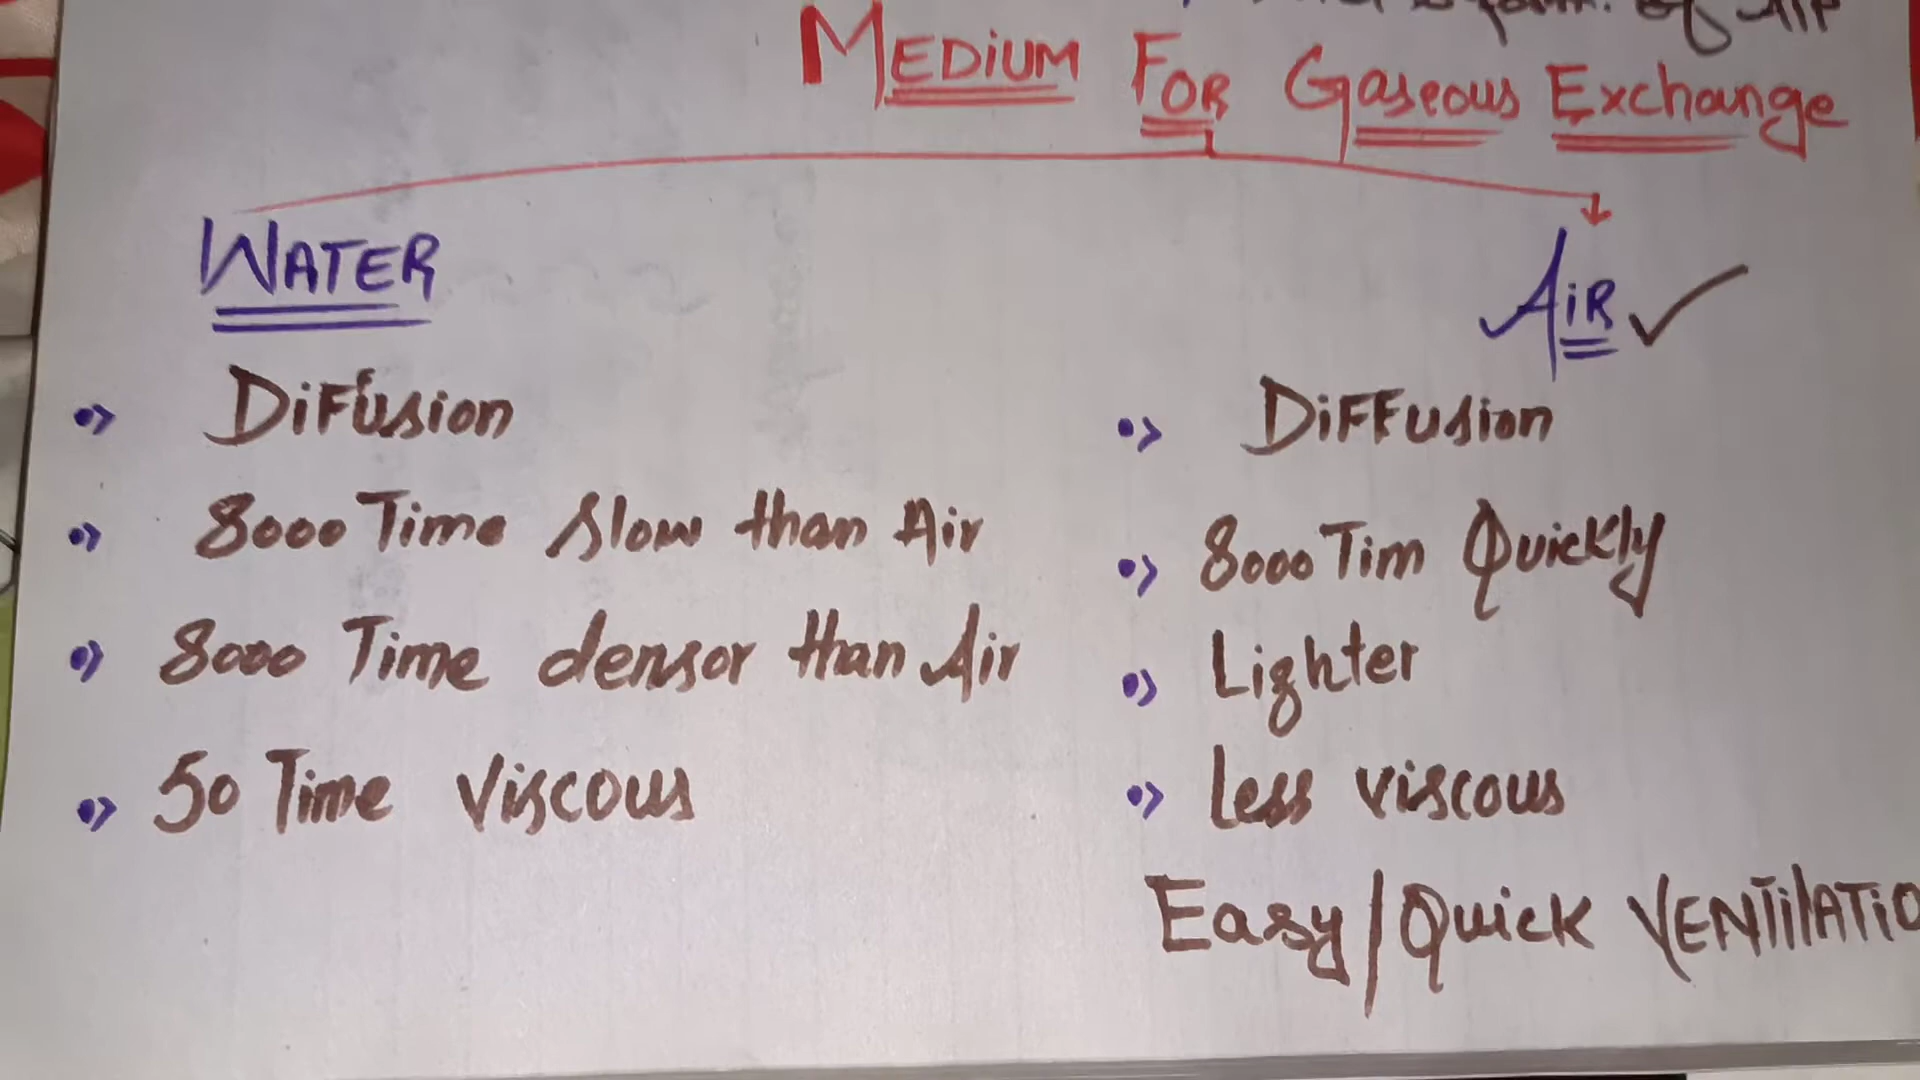 of
MEDiUM FOR Gaseous Exchange
WATER
AiR
DiFusion
8000 Time slow than Air
8000 Time densor than Air
50 Time Viscous
DiFFusion
8000 Tim Quickly
Lighter
less viscous
Easy/Quick VENTilATiO